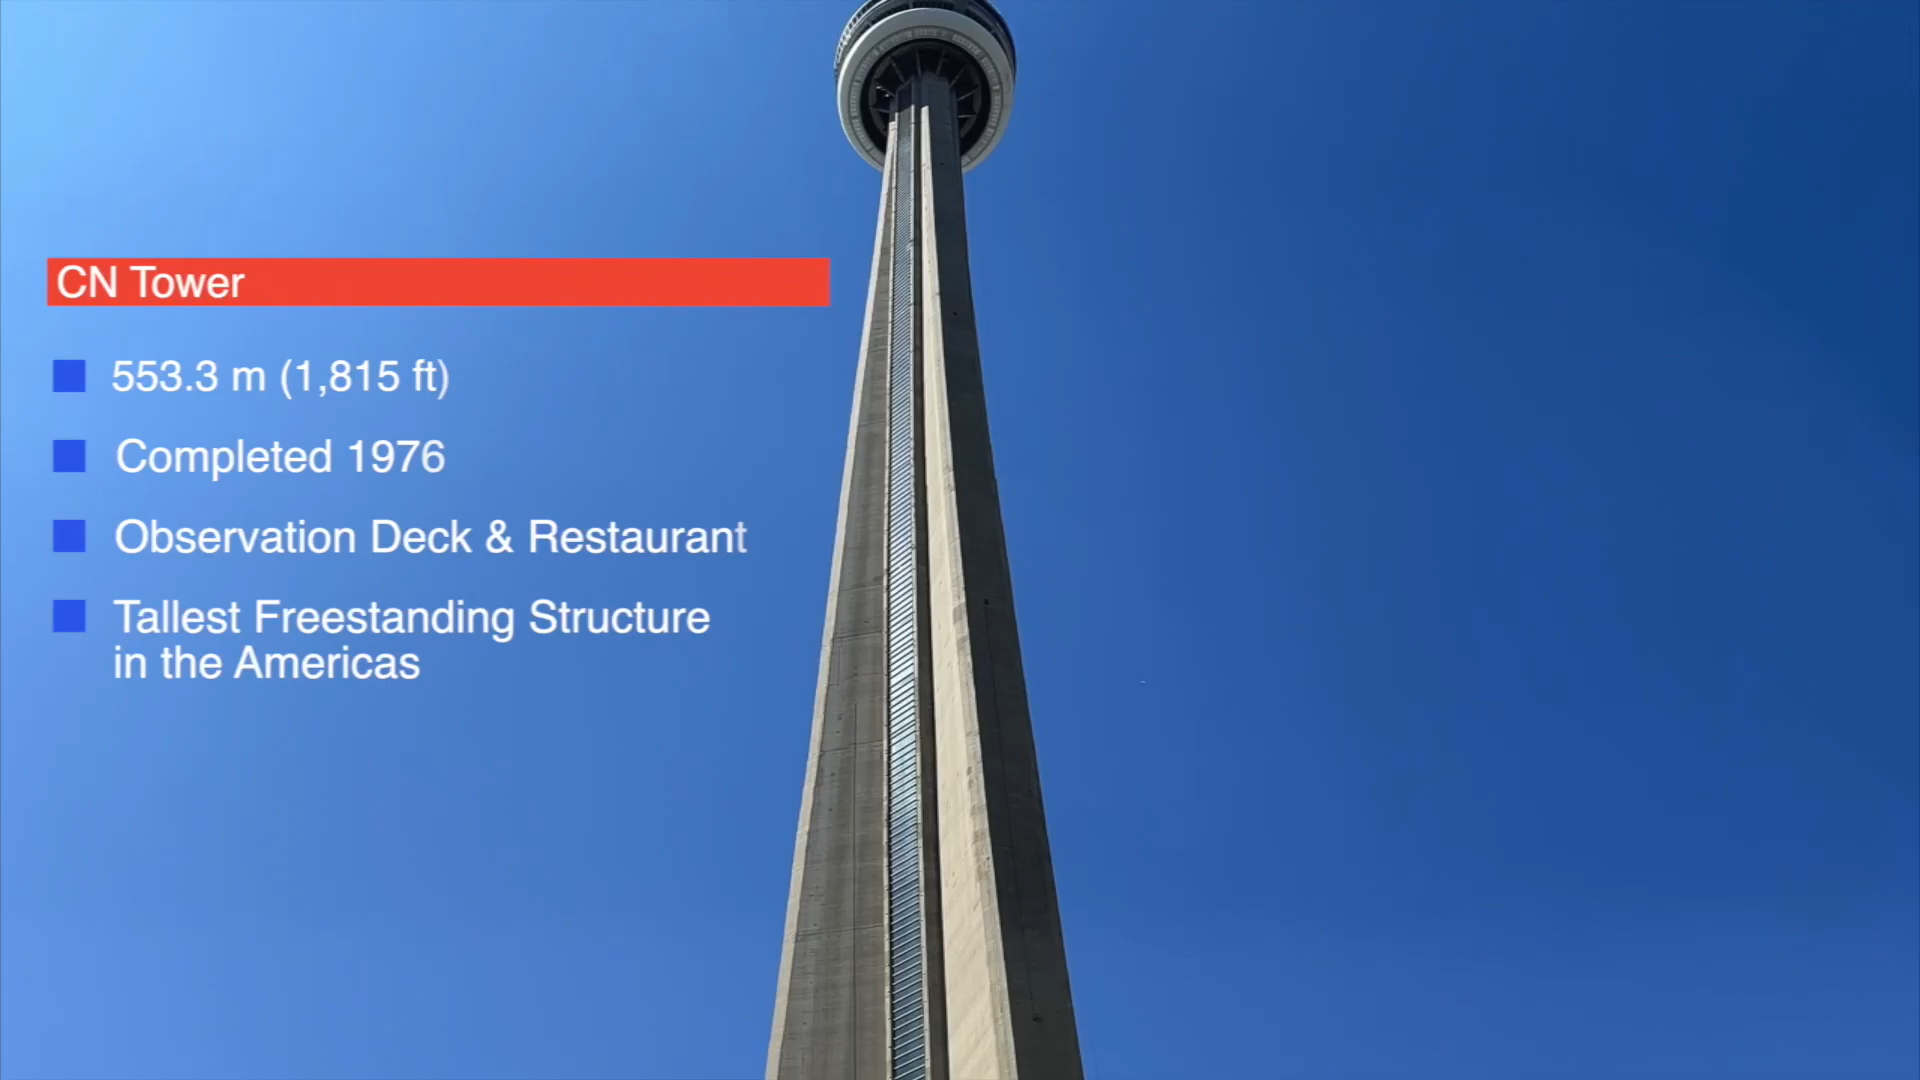 CN Tower
553.3 m (1,815 ft)
Completed 1976
Observation Deck & Restaurant
Tallest Freestanding Structure
in the Americas